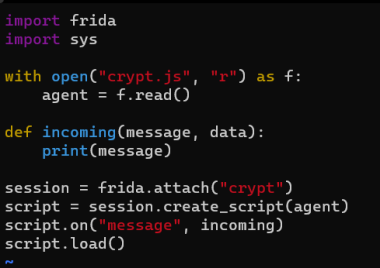 import frida
import sys

with open("crypt.js", "r") as f:
    agent = f.read()

def incoming(message, data):
    print(message)

session = frida.attach("crypt")
script = session.create_script(agent)
script.on("message", incoming)
script.load()
~